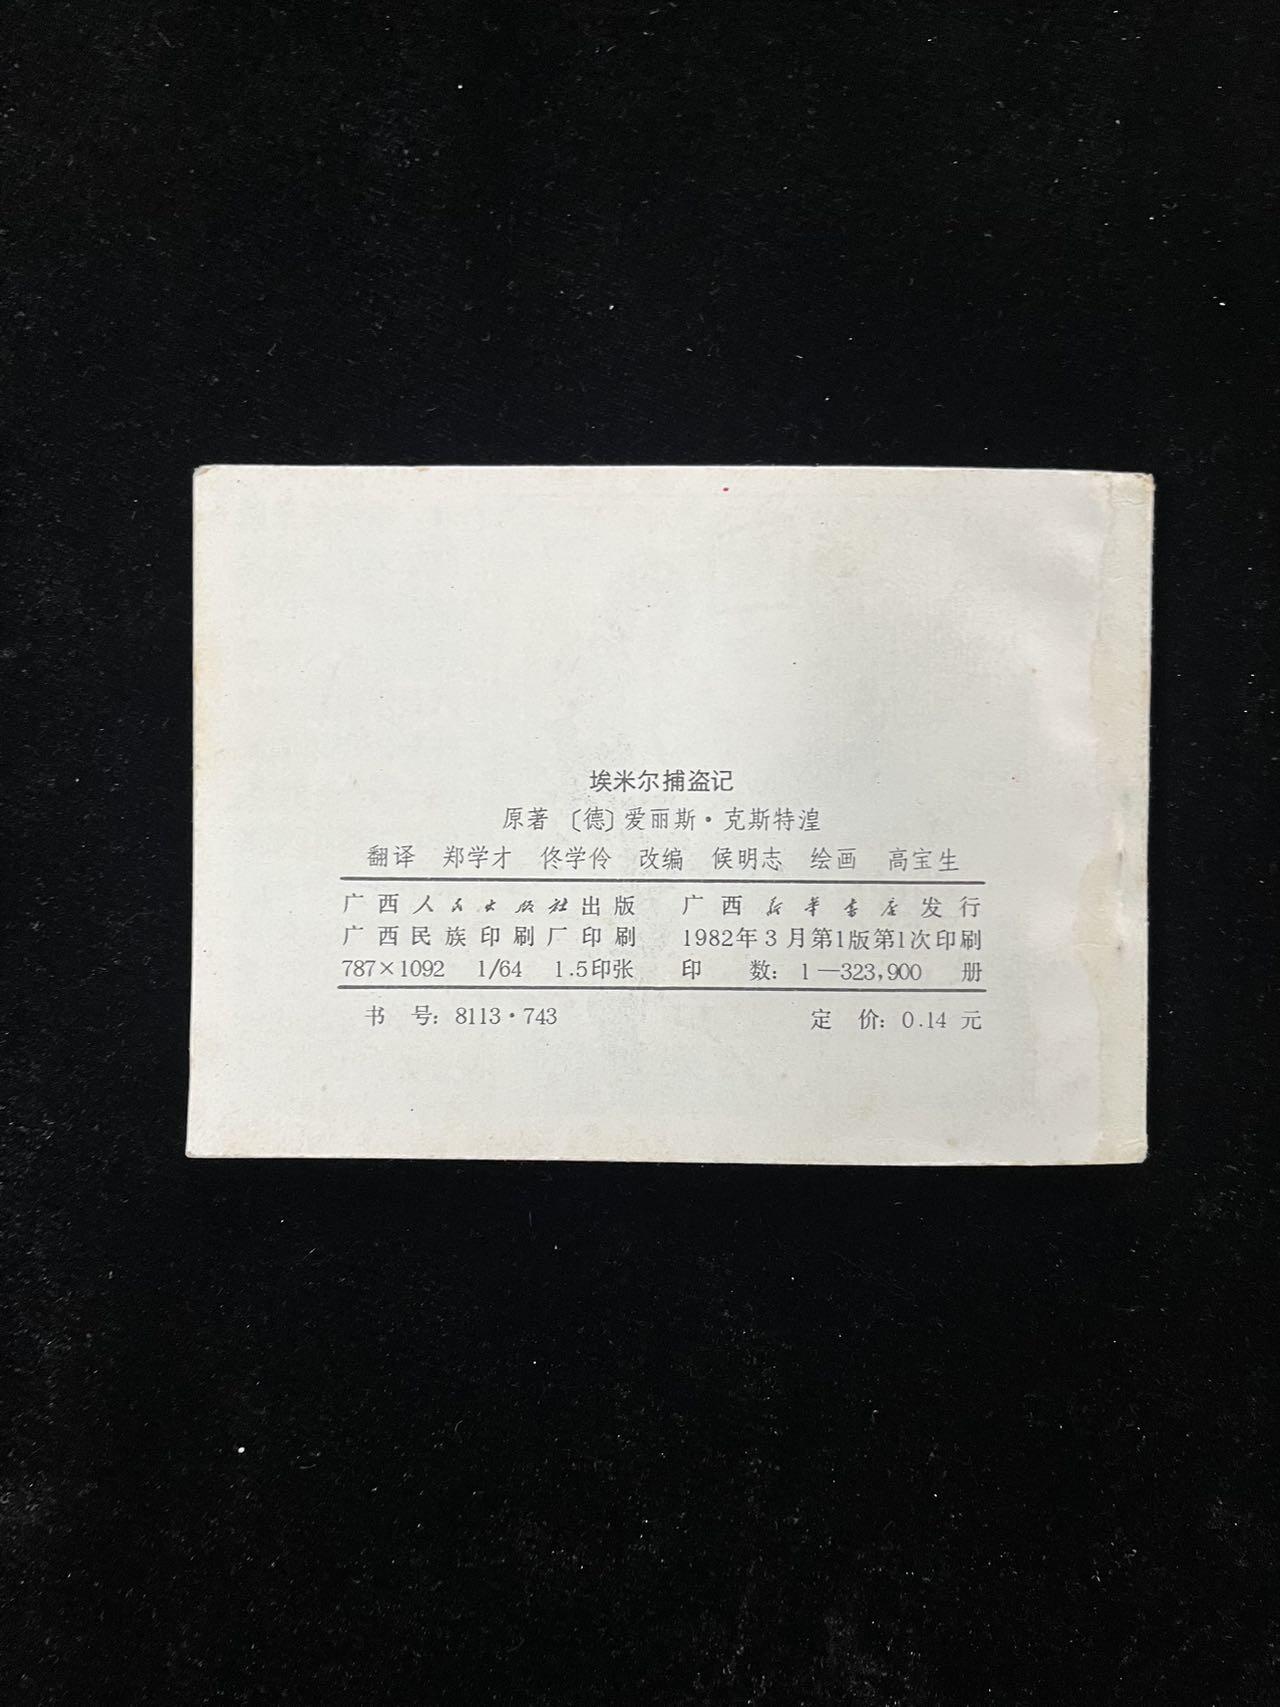 埃米尔捕盗记
原著 〔德〕爱丽斯·克斯特湟
翻译 郑学才 佟学伶 改编 侯明志 绘画 高宝生
广西人民出版社出版 广西新华书店发行
广西民族印刷厂印刷 1982年3月第1版第1次印刷
787×1092 1/64 1.5印张 印 数：1—323,900 册
书 号：8113·743 定 价：0.14 元